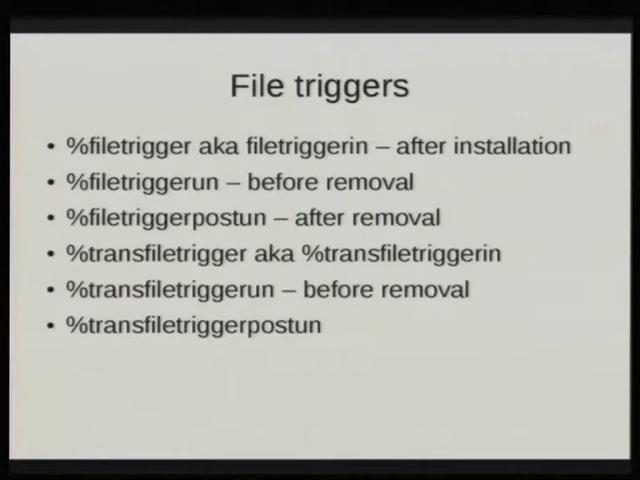 File triggers
• %filetrigger aka filetriggerin – after installation
• %filetriggerun – before removal
• %filetriggerpostun – after removal
• %transfiletrigger aka %transfiletriggerin
• %transfiletriggerun – before removal
• %transfiletriggerpostun